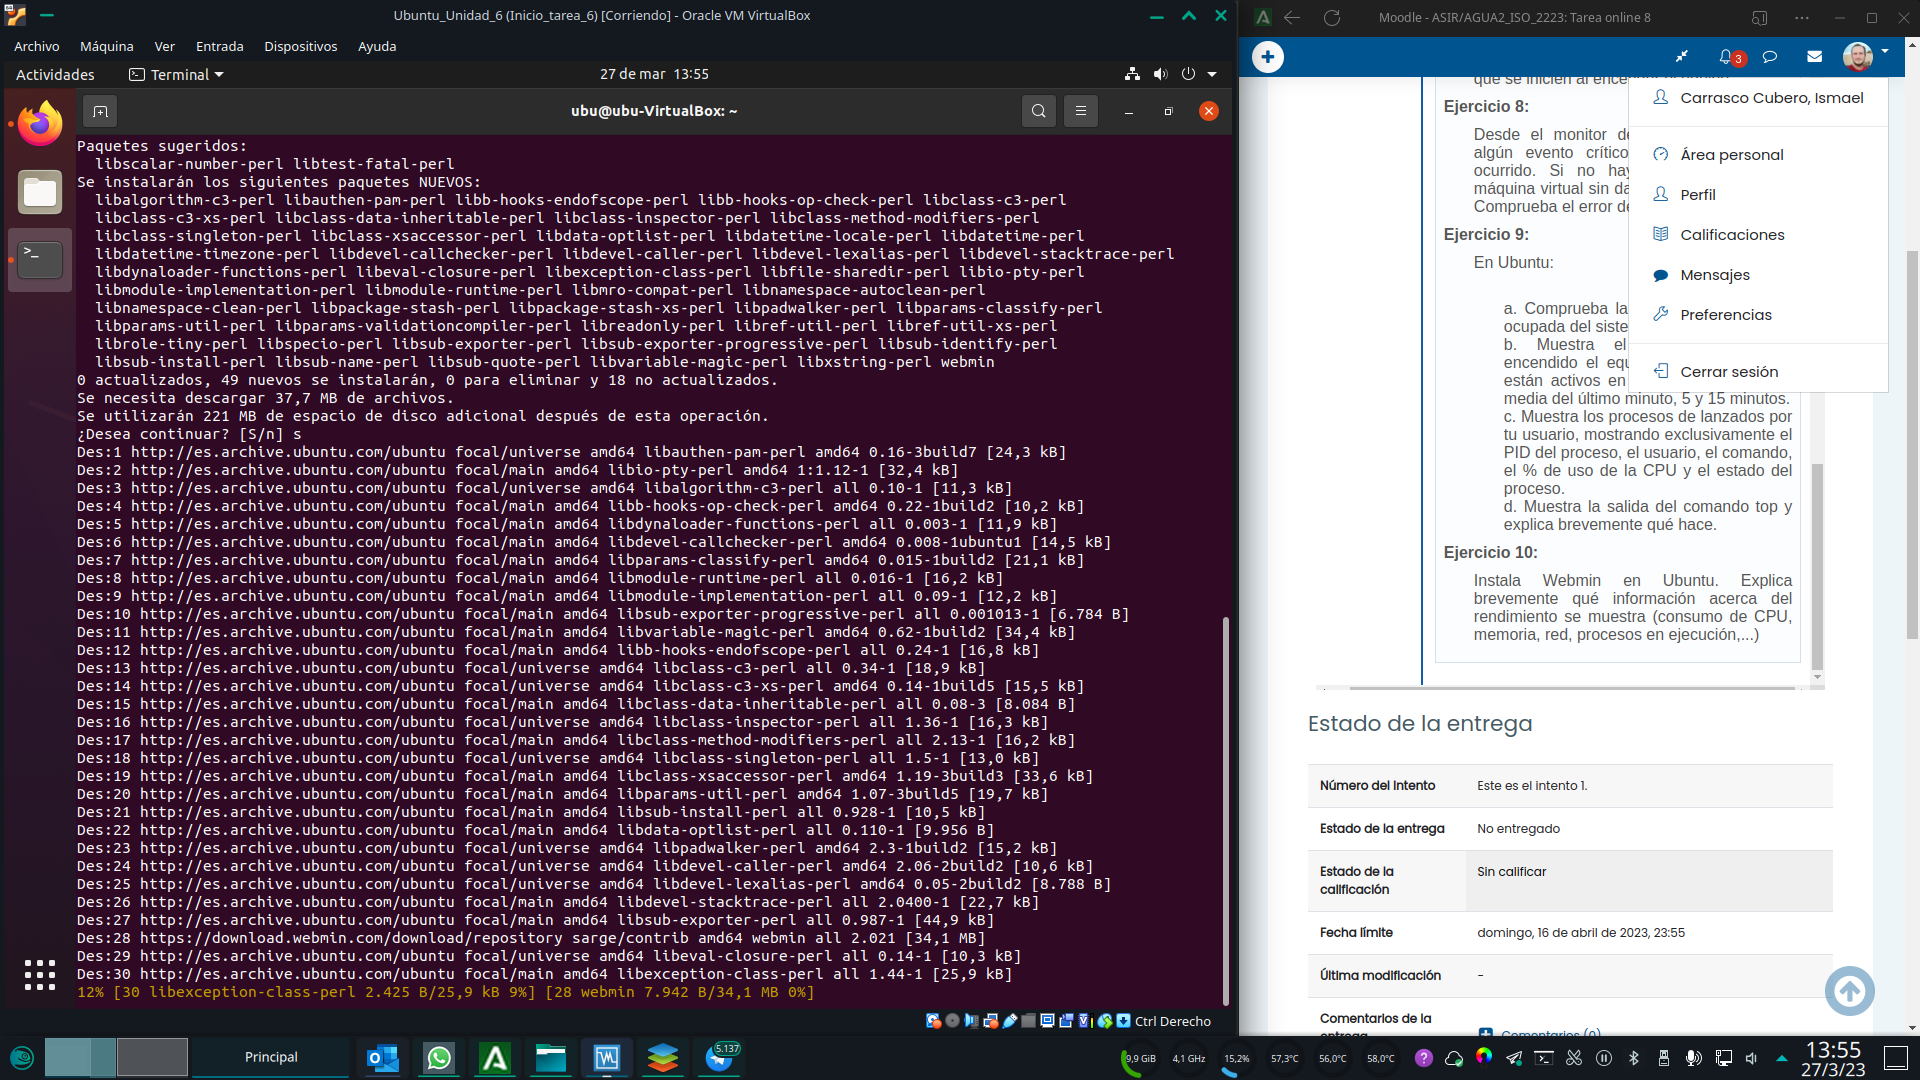 Ubuntu_Unidad_6 (Inicio_tarea_6) [Corriendo] - Oracle VM VirtualBox
Archivo Máquina Ver Entrada Dispositivos Ayuda
Actividades Terminal 27 de mar 13:55
ubu@ubu-VirtualBox: ~
Paquetes sugeridos:
libscalar-number-perl libtest-fatal-perl
Se instalarán los siguientes paquetes NUEVOS:
libalgorithm-c3-perl libauthen-pam-perl libb-hooks-endofscope-perl libb-hooks-op-check-perl libclass-c3-perl
libclass-c3-xs-perl libclass-data-inheritable-perl libclass-inspector-perl libclass-method-modifiers-perl
libclass-singleton-perl libclass-xsaccessor-perl libdata-optlist-perl libdatetime-locale-perl libdatetime-perl
libdatetime-timezone-perl libdevel-callchecker-perl libdevel-caller-perl libdevel-lexalias-perl libdevel-stacktrace-perl
libdynaloader-functions-perl libeval-closure-perl libexception-class-perl libfile-sharedir-perl libio-pty-perl
libmodule-implementation-perl libmodule-runtime-perl libmro-compat-perl libnamespace-autoclean-perl
libnamespace-clean-perl libpackage-stash-perl libpackage-stash-xs-perl libpadwalker-perl libparams-classify-perl
libparams-util-perl libparams-validationcompiler-perl libreadonly-perl libref-util-perl libref-util-xs-perl
librole-tiny-perl libspecio-perl libsub-exporter-perl libsub-exporter-progressive-perl libsub-identify-perl
libsub-install-perl libsub-name-perl libsub-quote-perl libvariable-magic-perl libxstring-perl webmin
0 actualizados, 49 nuevos se instalarán, 0 para eliminar y 18 no actualizados.
Se necesita descargar 37,7 MB de archivos.
Se utilizarán 221 MB de espacio de disco adicional después de esta operación.
¿Desea continuar? [S/n] s
Des:1 http://es.archive.ubuntu.com/ubuntu focal/universe amd64 libauthen-pam-perl amd64 0.16-3build7 [24,3 kB]
Des:2 http://es.archive.ubuntu.com/ubuntu focal/main amd64 libio-pty-perl amd64 1:1.12-1 [32,4 kB]
Des:3 http://es.archive.ubuntu.com/ubuntu focal/universe amd64 libalgorithm-c3-perl all 0.10-1 [11,3 kB]
Des:4 http://es.archive.ubuntu.com/ubuntu focal/main amd64 libb-hooks-op-check-perl amd64 0.22-1build2 [10,2 kB]
Des:5 http://es.archive.ubuntu.com/ubuntu focal/main amd64 libdynaloader-functions-perl all 0.003-1 [11,9 kB]
Des:6 http://es.archive.ubuntu.com/ubuntu focal/main amd64 libdevel-callchecker-perl amd64 0.008-1ubuntu1 [14,5 kB]
Des:7 http://es.archive.ubuntu.com/ubuntu focal/main amd64 libparams-classify-perl amd64 0.015-1build2 [21,1 kB]
Des:8 http://es.archive.ubuntu.com/ubuntu focal/main amd64 libmodule-runtime-perl all 0.016-1 [16,2 kB]
Des:9 http://es.archive.ubuntu.com/ubuntu focal/main amd64 libmodule-implementation-perl all 0.09-1 [12,2 kB]
Des:10 http://es.archive.ubuntu.com/ubuntu focal/main amd64 libsub-exporter-progressive-perl all 0.001013-1 [6.784 B]
Des:11 http://es.archive.ubuntu.com/ubuntu focal/main amd64 libvariable-magic-perl amd64 0.62-1build2 [34,4 kB]
Des:12 http://es.archive.ubuntu.com/ubuntu focal/main amd64 libb-hooks-endofscope-perl all 0.24-1 [16,8 kB]
Des:13 http://es.archive.ubuntu.com/ubuntu focal/universe amd64 libclass-c3-perl all 0.34-1 [18,9 kB]
Des:14 http://es.archive.ubuntu.com/ubuntu focal/universe amd64 libclass-c3-xs-perl amd64 0.14-1build5 [15,5 kB]
Des:15 http://es.archive.ubuntu.com/ubuntu focal/main amd64 libclass-data-inheritable-perl all 0.08-3 [8.084 B]
Des:16 http://es.archive.ubuntu.com/ubuntu focal/universe amd64 libclass-inspector-perl all 1.36-1 [16,3 kB]
Des:17 http://es.archive.ubuntu.com/ubuntu focal/main amd64 libclass-method-modifiers-perl all 2.13-1 [16,2 kB]
Des:18 http://es.archive.ubuntu.com/ubuntu focal/universe amd64 libclass-singleton-perl all 1.5-1 [13,0 kB]
Des:19 http://es.archive.ubuntu.com/ubuntu focal/main amd64 libclass-xsaccessor-perl amd64 1.19-3build3 [33,6 kB]
Des:20 http://es.archive.ubuntu.com/ubuntu focal/main amd64 libparams-util-perl amd64 1.07-3build5 [19,7 kB]
Des:21 http://es.archive.ubuntu.com/ubuntu focal/main amd64 libsub-install-perl all 0.928-1 [10,5 kB]
Des:22 http://es.archive.ubuntu.com/ubuntu focal/main amd64 libdata-optlist-perl all 0.110-1 [9.956 B]
Des:23 http://es.archive.ubuntu.com/ubuntu focal/main amd64 libpadwalker-perl amd64 2.3-1build2 [15,2 kB]
Des:24 http://es.archive.ubuntu.com/ubuntu focal/universe amd64 libdevel-caller-perl amd64 2.06-2build2 [10,6 kB]
Des:25 http://es.archive.ubuntu.com/ubuntu focal/universe amd64 libdevel-lexalias-perl amd64 0.05-2build2 [8.788 B]
Des:26 http://es.archive.ubuntu.com/ubuntu focal/main amd64 libdevel-stacktrace-perl all 2.0400-1 [22,7 kB]
Des:27 http://es.archive.ubuntu.com/ubuntu focal/main amd64 libsub-exporter-perl all 0.987-1 [44,9 kB]
Des:28 https://download.webmin.com/download/repository sarge/contrib amd64 webmin all 2.021 [34,1 MB]
Des:29 http://es.archive.ubuntu.com/ubuntu focal/universe amd64 libeval-closure-perl all 0.14-1 [10,3 kB]
Des:30 http://es.archive.ubuntu.com/ubuntu focal/main amd64 libexception-class-perl all 1.44-1 [25,9 kB]
12% [30 libexception-class-perl 2.425 B/25,9 kB 9%] [28 webmin 7.942 B/34,1 MB 0%]
Ctrl Derecho
Moodle - ASIR/AGUA2_ISO_2223: Tarea online 8
3
que se inicien al encender
Ejercicio 8:
Desde el monitor de
algún evento crítico
ocurrido. Si no hay
máquina virtual sin da
Comprueba el error de
Ejercicio 9:
En Ubuntu:
a. Comprueba la
ocupada del siste
b. Muestra el
encendido el equ
están activos en
media del último minuto, 5 y 15 minutos.
c. Muestra los procesos de lanzados por
tu usuario, mostrando exclusivamente el
PID del proceso, el usuario, el comando,
el % de uso de la CPU y el estado del
proceso.
d. Muestra la salida del comando top y
explica brevemente qué hace.
Ejercicio 10:
Instala Webmin en Ubuntu. Explica
brevemente qué información acerca del
rendimiento se muestra (consumo de CPU,
memoria, red, procesos en ejecución,...)
Carrasco Cubero, Ismael
Área personal
Perfil
Calificaciones
Mensajes
Preferencias
Cerrar sesión
Estado de la entrega
Número del intento Este es el intento 1.
Estado de la entrega No entregado
Estado de la calificación Sin calificar
Fecha límite domingo, 16 de abril de 2023, 23:55
Última modificación -
Comentarios de la
entrega Comentarios (0)
Principal
5.137
9,9 GiB 4,1 GHz 15,2% 57,3°C 56,0°C 58,0°C
13:55
27/3/23